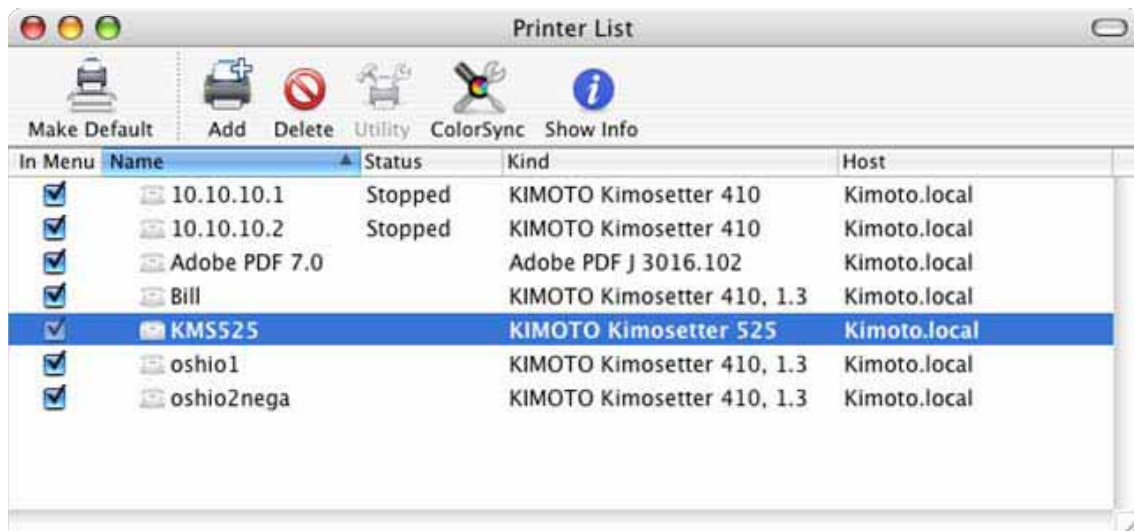 Printer List
Make Default Add Delete Utility ColorSync Show Info
In Menu Name Status Kind Host
10.10.10.1 Stopped KIMOTO Kimosetter 410 Kimoto.local
10.10.10.2 Stopped KIMOTO Kimosetter 410 Kimoto.local
Adobe PDF 7.0 Adobe PDF J 3016.102 Kimoto.local
Bill KIMOTO Kimosetter 410, 1.3 Kimoto.local
KMS525 KIMOTO Kimosetter 525 Kimoto.local
oshio1 KIMOTO Kimosetter 410, 1.3 Kimoto.local
oshio2nega KIMOTO Kimosetter 410, 1.3 Kimoto.local